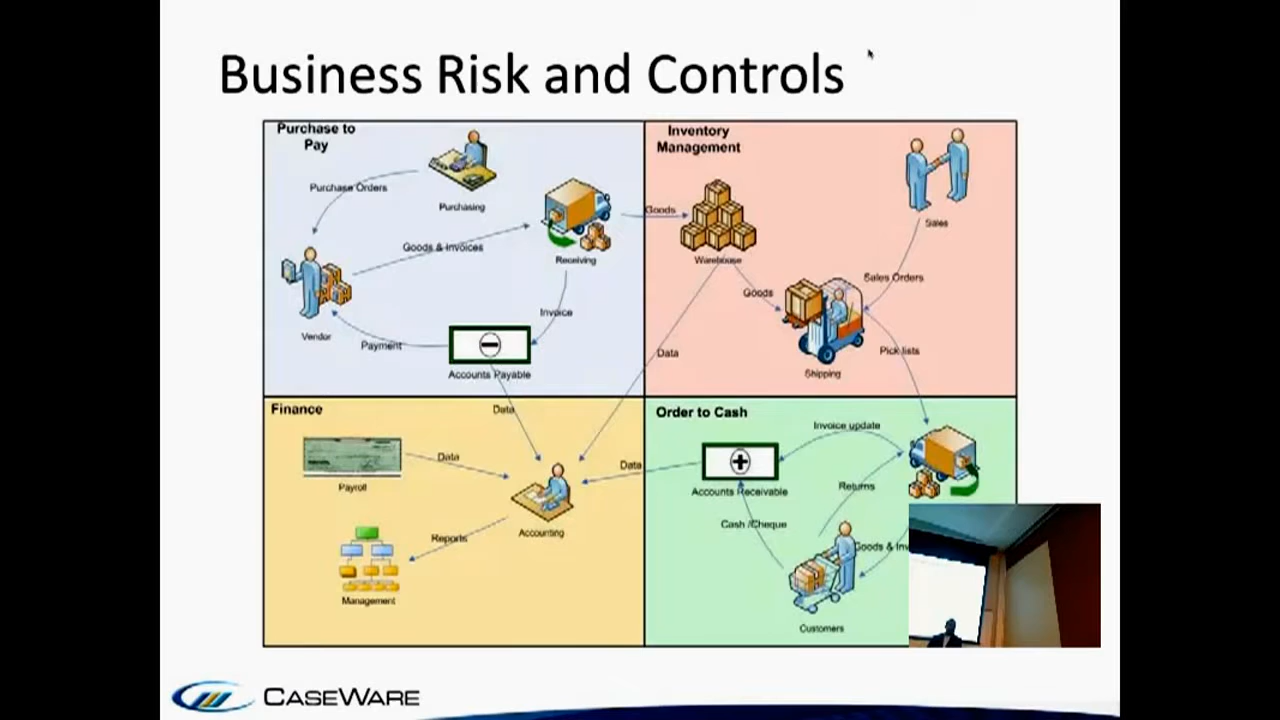 Business Risk and Controls
Purchase to
Pay
Purchase Orders
Purchasing
Goods & Invoices
Receiving
Invoice
Vendor
Payment
Accounts Payable
Inventory
Management
Goods
Warehouse
Sales
Sales Orders
Goods
Data
Shipping
Pick lists
Finance
Data
Payroll
Data
Accounting
Reports
Management
Order to Cash
Invoice update
Data
Accounts Receivable
Returns
Cash /Cheque
Goods & Inv
Customers
CASEWARE